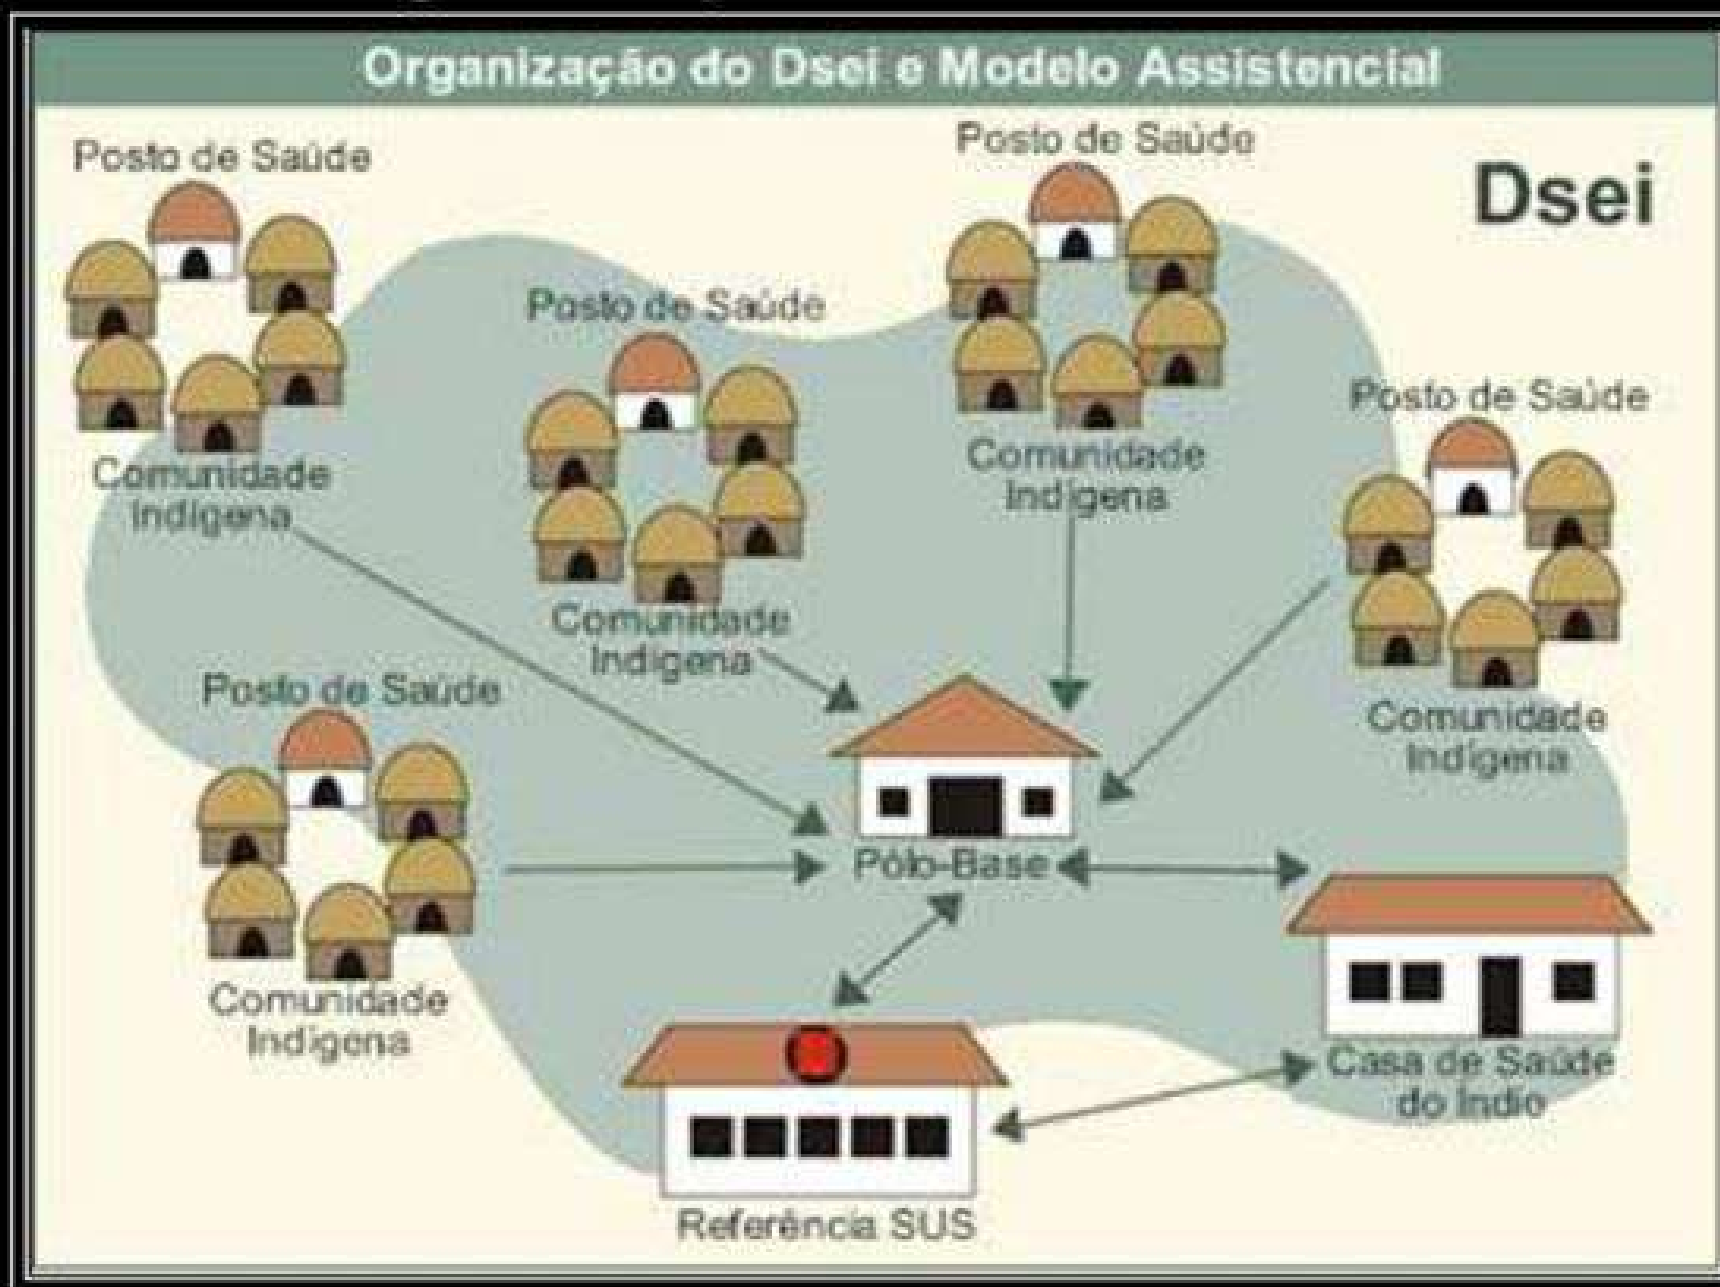 Organização do Dsei e Modelo Assistencial
Posto de Saúde
Posto de Saúde
Dsei
Posto de Saúde
Posto de Saúde
Comunidade
Indígena
Comunidade
Indígena
Comunidade
Indígena
Posto de Saúde
Comunidade
Indígena
Pólo-Base
Comunidade
Indígena
Casa de Saúde
do Índio
Referência SUS